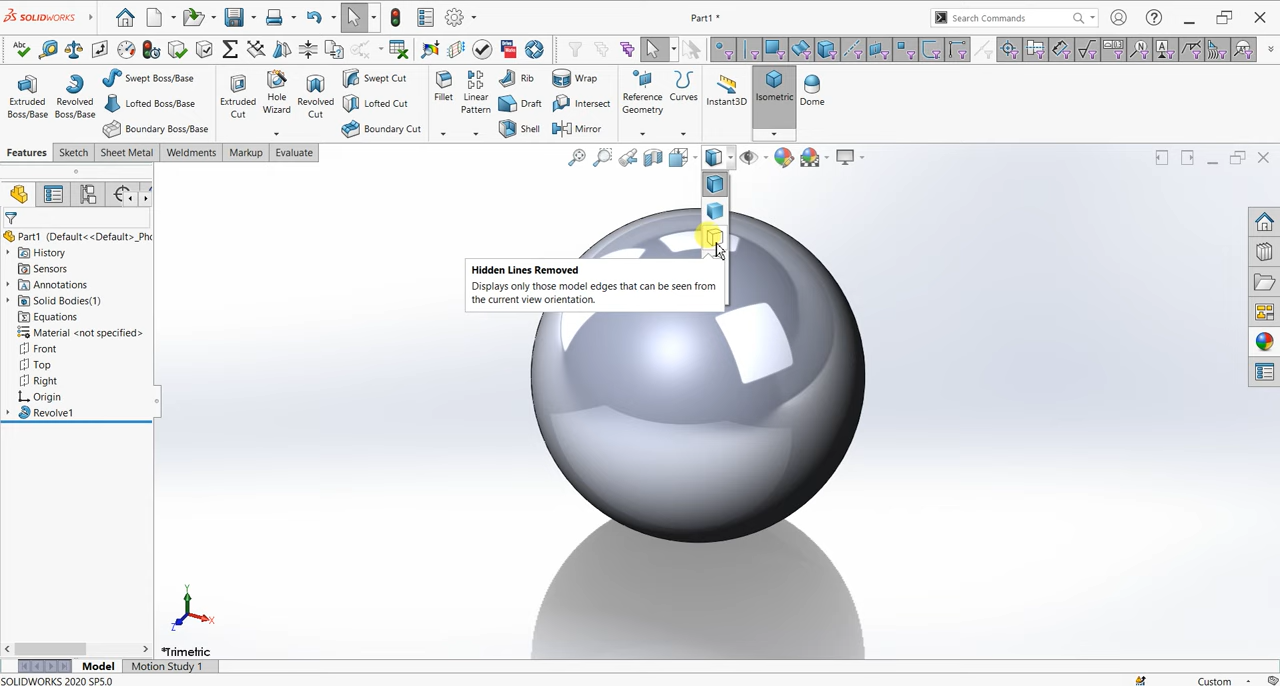 SOLIDWORKS
Part1 *
Search Commands
Extruded Boss/Base
Revolved Boss/Base
Swept Boss/Base
Lofted Boss/Base
Boundary Boss/Base
Extruded Cut
Hole Wizard
Revolved Cut
Swept Cut
Lofted Cut
Boundary Cut
Fillet
Linear Pattern
Rib
Draft
Shell
Wrap
Intersect
Mirror
Reference Geometry
Curves
Instant3D
Isometric
Dome
Features
Sketch
Sheet Metal
Weldments
Markup
Evaluate
Part1 (Default<<Default>_Phc
History
Sensors
Annotations
Solid Bodies(1)
Equations
Material <not specified>
Front
Top
Right
Origin
Revolve1
Hidden Lines Removed
Displays only those model edges that can be seen from
the current view orientation.
Y
X
Z
*Trimetric
Model
Motion Study 1
SOLIDWORKS 2020 SP5.0
Custom